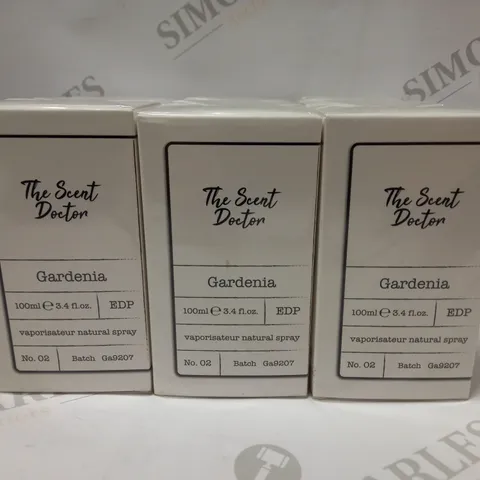 The Scent
Doctor
Gardenia
100ml ℮ 3.4 fl.oz. EDP
vaporisateur natural spray
No. 02 Batch Ga9207
The Scent
Doctor
Gardenia
100ml ℮ 3.4 fl.oz. EDP
vaporisateur natural spray
No. 02 Batch Ga9207
The Scent
Doctor
Gardenia
100ml ℮ 3.4 fl.oz. EDP
vaporisateur natural spray
No. 02 Batch Ga9207